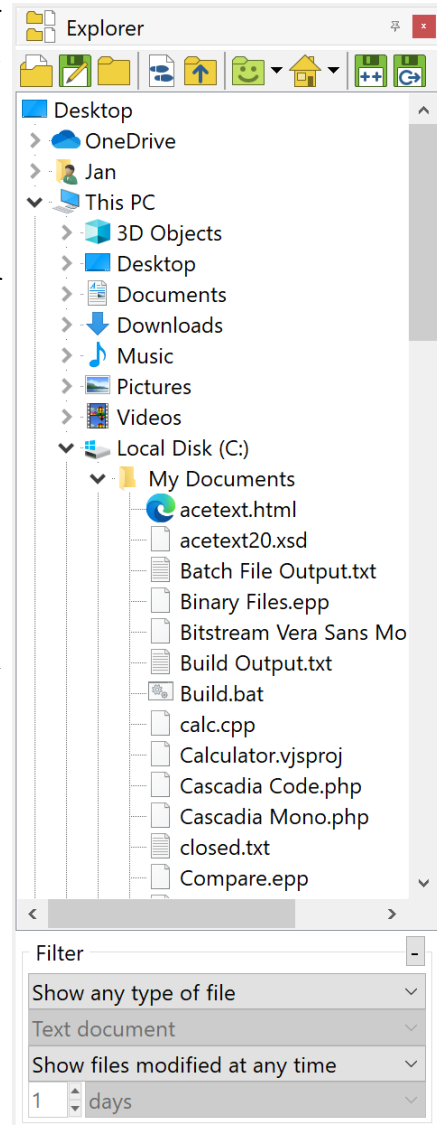 Explorer
Desktop
OneDrive
Jan
This PC
3D Objects
Desktop
Documents
Downloads
Music
Pictures
Videos
Local Disk (C:)
My Documents
acetext.html
acetext20.xsd
Batch File Output.txt
Binary Files.epp
Bitstream Vera Sans Mo
Build Output.txt
Build.bat
calc.cpp
Calculator.vjsproj
Cascadia Code.php
Cascadia Mono.php
closed.txt
Compare.epp
Filter
Show any type of file
Text document
Show files modified at any time
1 days